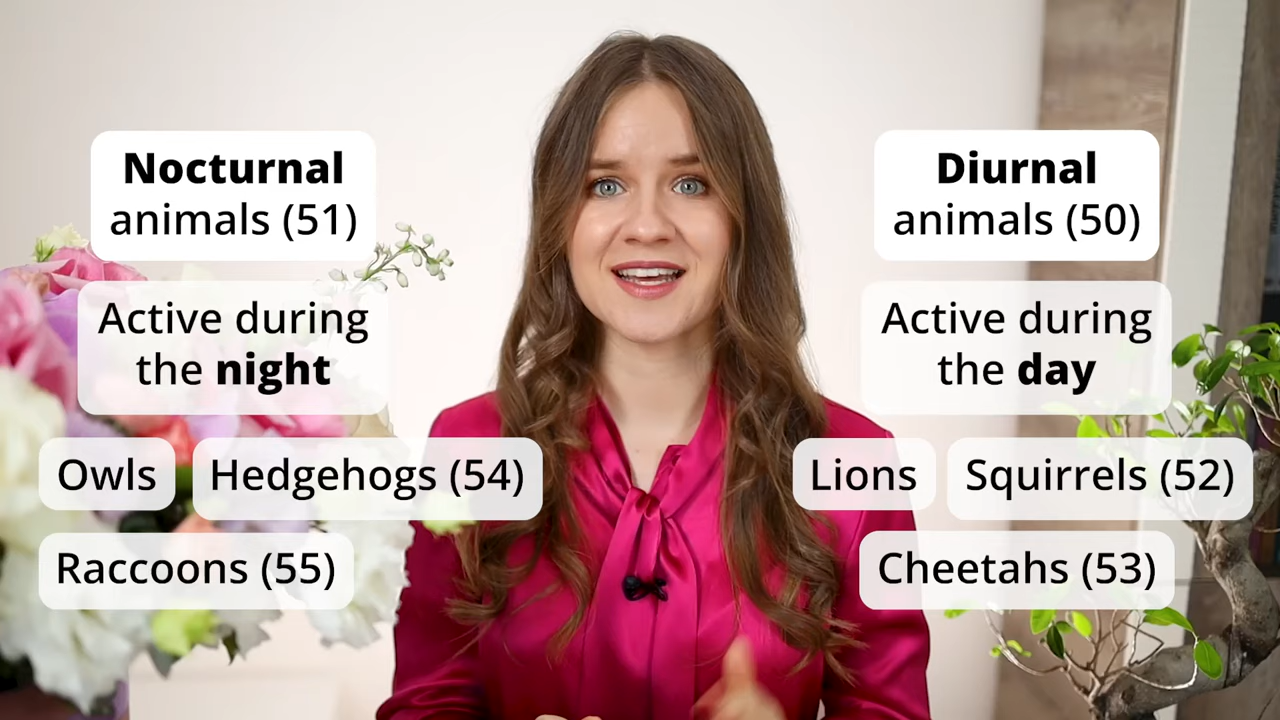 Nocturnal
animals (51)
Active during
the night
Owls
Hedgehogs (54)
Raccoons (55)
Diurnal
animals (50)
Active during
the day
Lions
Squirrels (52)
Cheetahs (53)